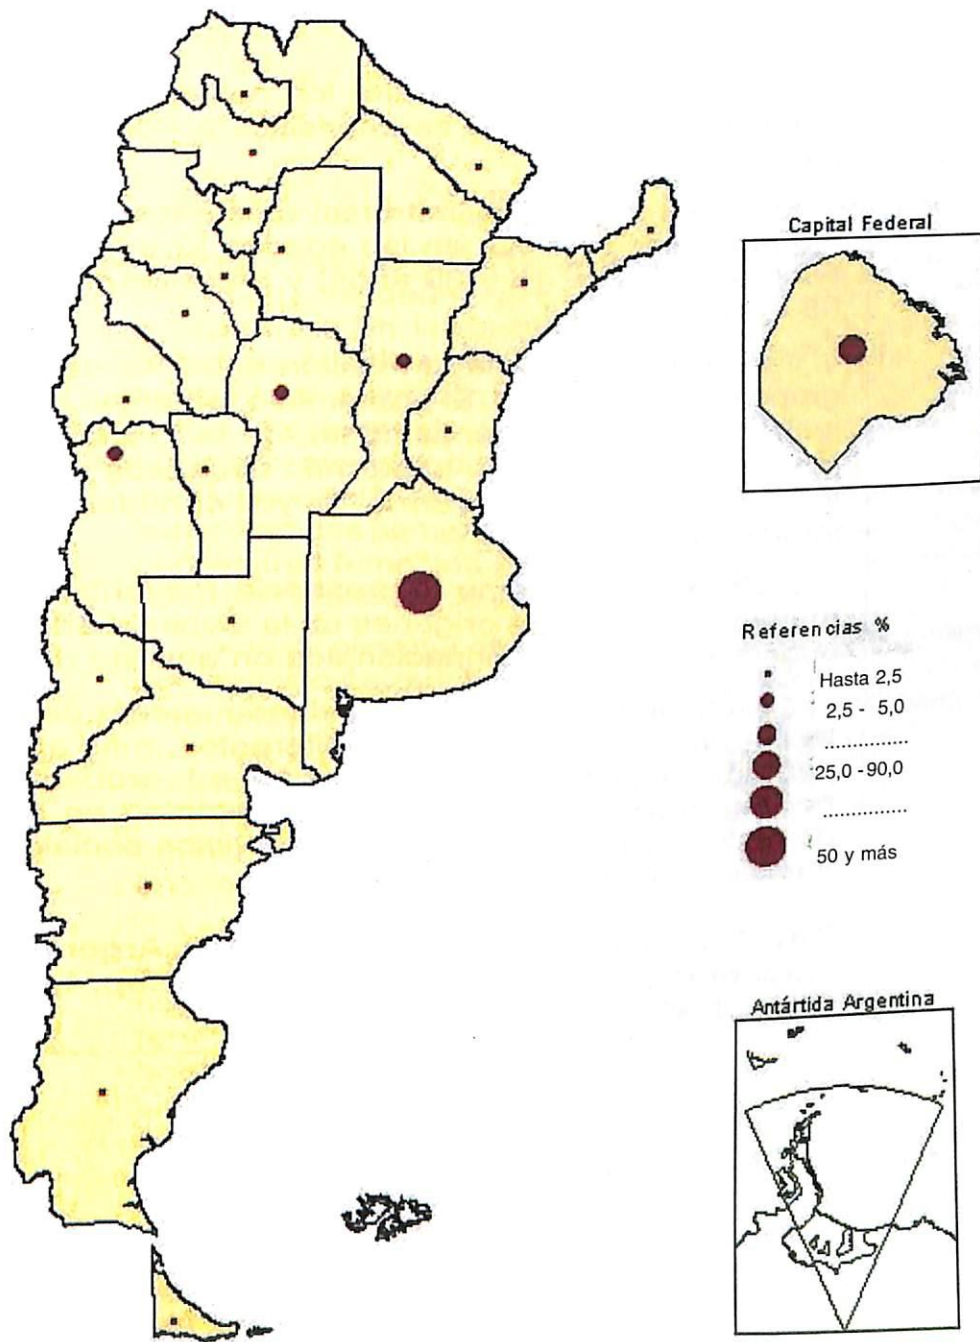 Capital Federal
Referencias %
Hasta 2,5
2,5 - 5,0
...............
25,0 - 90,0
...............
50 y más
Antártida Argentina